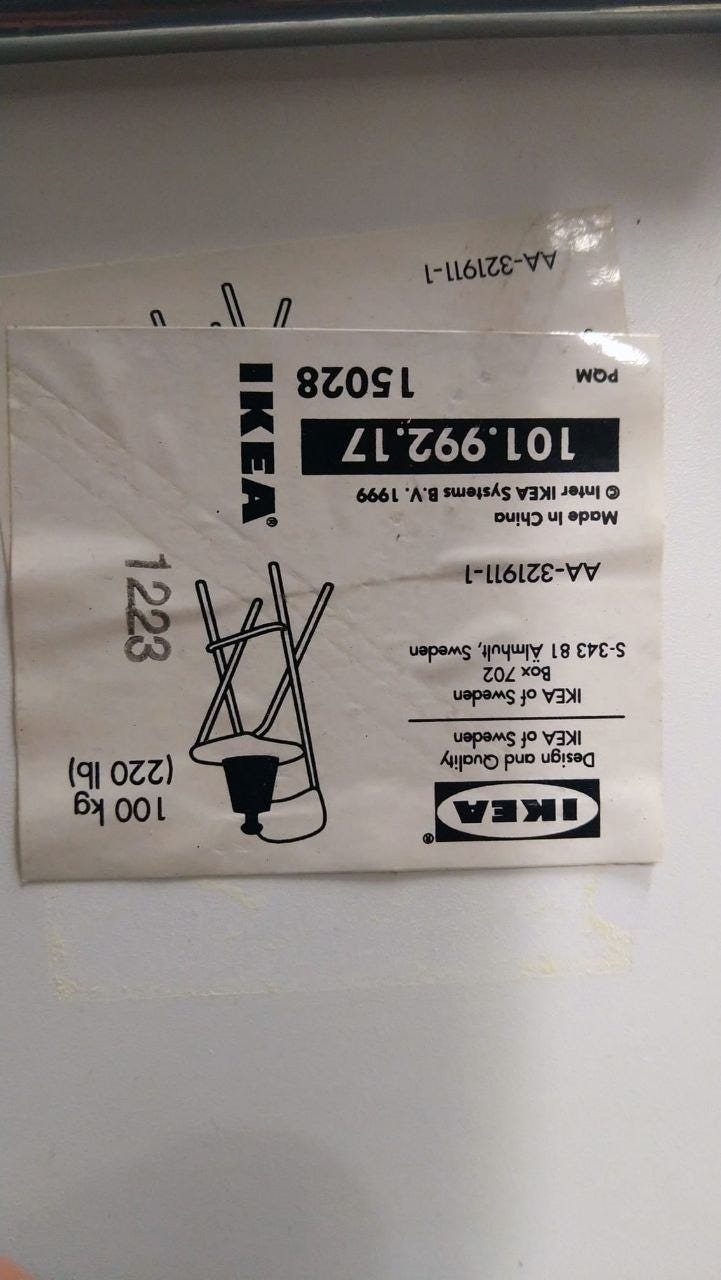 IKEA®
Design and Quality
IKEA of Sweden
IKEA of Sweden
Box 702
S-343 81 Älmhult, Sweden
100 kg
(220 lb)
AA-321911-1
1223
Made in China
© Inter IKEA Systems B.V. 1999
101.992.17
PQM
15028
IKEA®
AA-321911-1